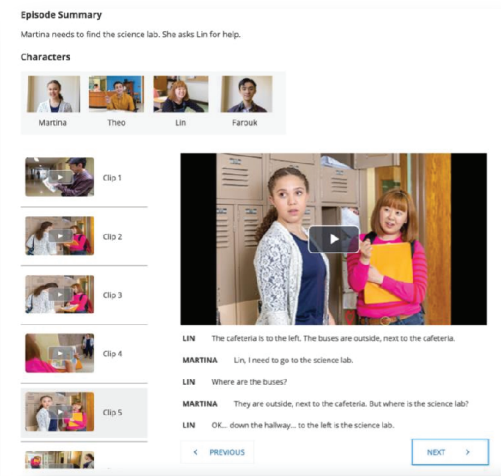 Episode Summary
Martina needs to find the science lab. She asks Lin for help.
Characters
Martina
Theo
Lin
Farouk
Clip 1
Clip 2
Clip 3
Clip 4
Clip 5
LIN The cafeteria is to the left. The buses are outside, next to the cafeteria.
MARTINA Lin, I need to go to the science lab.
LIN Where are the buses?
MARTINA They are outside, next to the cafeteria. But where is the science lab?
LIN OK... down the hallway... to the left is the science lab.
< PREVIOUS
NEXT >